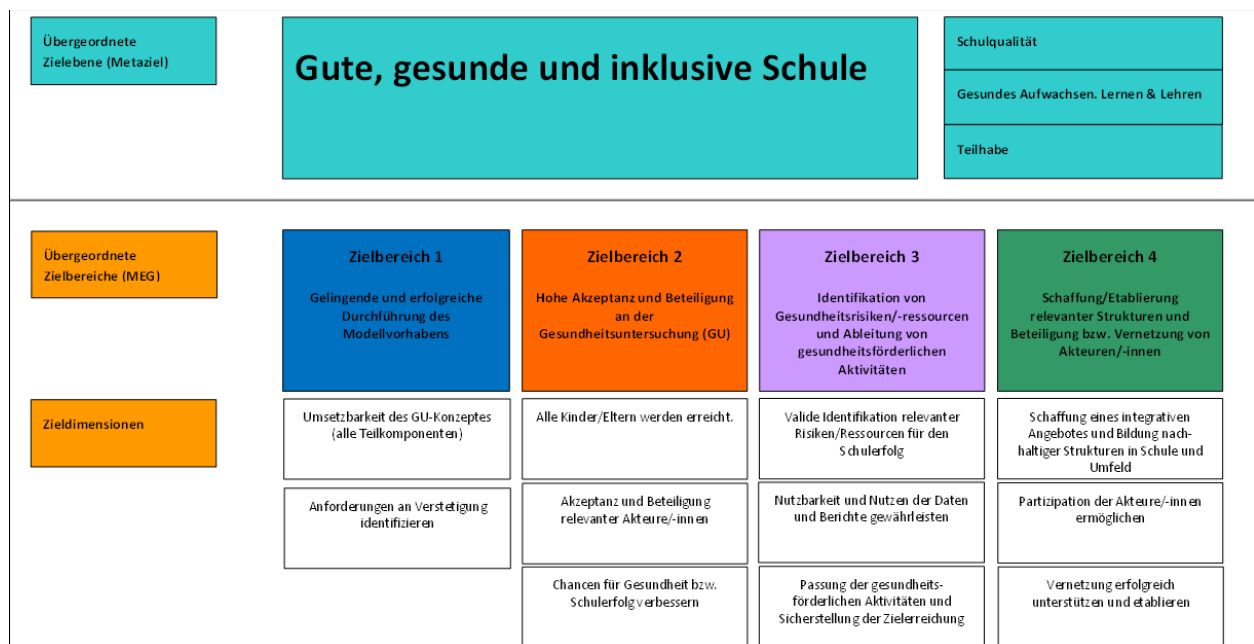 Übergeordnete
Zielebene (Metaziel)
Gute, gesunde und inklusive Schule
Schulqualität
Gesundes Aufwachsen. Lernen & Lehren
Teilhabe
Übergeordnete
Zielbereiche (MEG)
Zielbereich 1
Gelingende und erfolgreiche
Durchführung des
Modellvorhabens
Zielbereich 2
Hohe Akzeptanz und Beteiligung
an der
Gesundheitsuntersuchung (GU)
Zielbereich 3
Identifikation von
Gesundheitsrisiken/-ressourcen
und Ableitung von
gesundheitsförderlichen
Aktivitäten
Zielbereich 4
Schaffung/Etablierung
relevanter Strukturen und
Beteiligung bzw. Vernetzung von
Akteuren/-innen
Zieldimensionen
Umsetzbarkeit des GU-Konzeptes
(alle Teilkomponenten)
Alle Kinder/Eltern werden erreicht.
Valide Identifikation relevanter
Risiken/Ressourcen für den
Schulerfolg
Schaffung eines integrativen
Angebotes und Bildung nach-
haltiger Strukturen in Schule und
Umfeld
Anforderungen an Verstetigung
identifizieren
Akzeptanz und Beteiligung
relevanter Akteure/-innen
Nutzbarkeit und Nutzen der Daten
und Berichte gewährleisten
Partizipation der Akteure/-innen
ermöglichen
Chancen für Gesundheit bzw.
Schulerfolg verbessern
Passung der gesundheits-
förderlichen Aktivitäten und
Sicherstellung der Zielerreichung
Vernetzung erfolgreich
unterstützen und etablieren